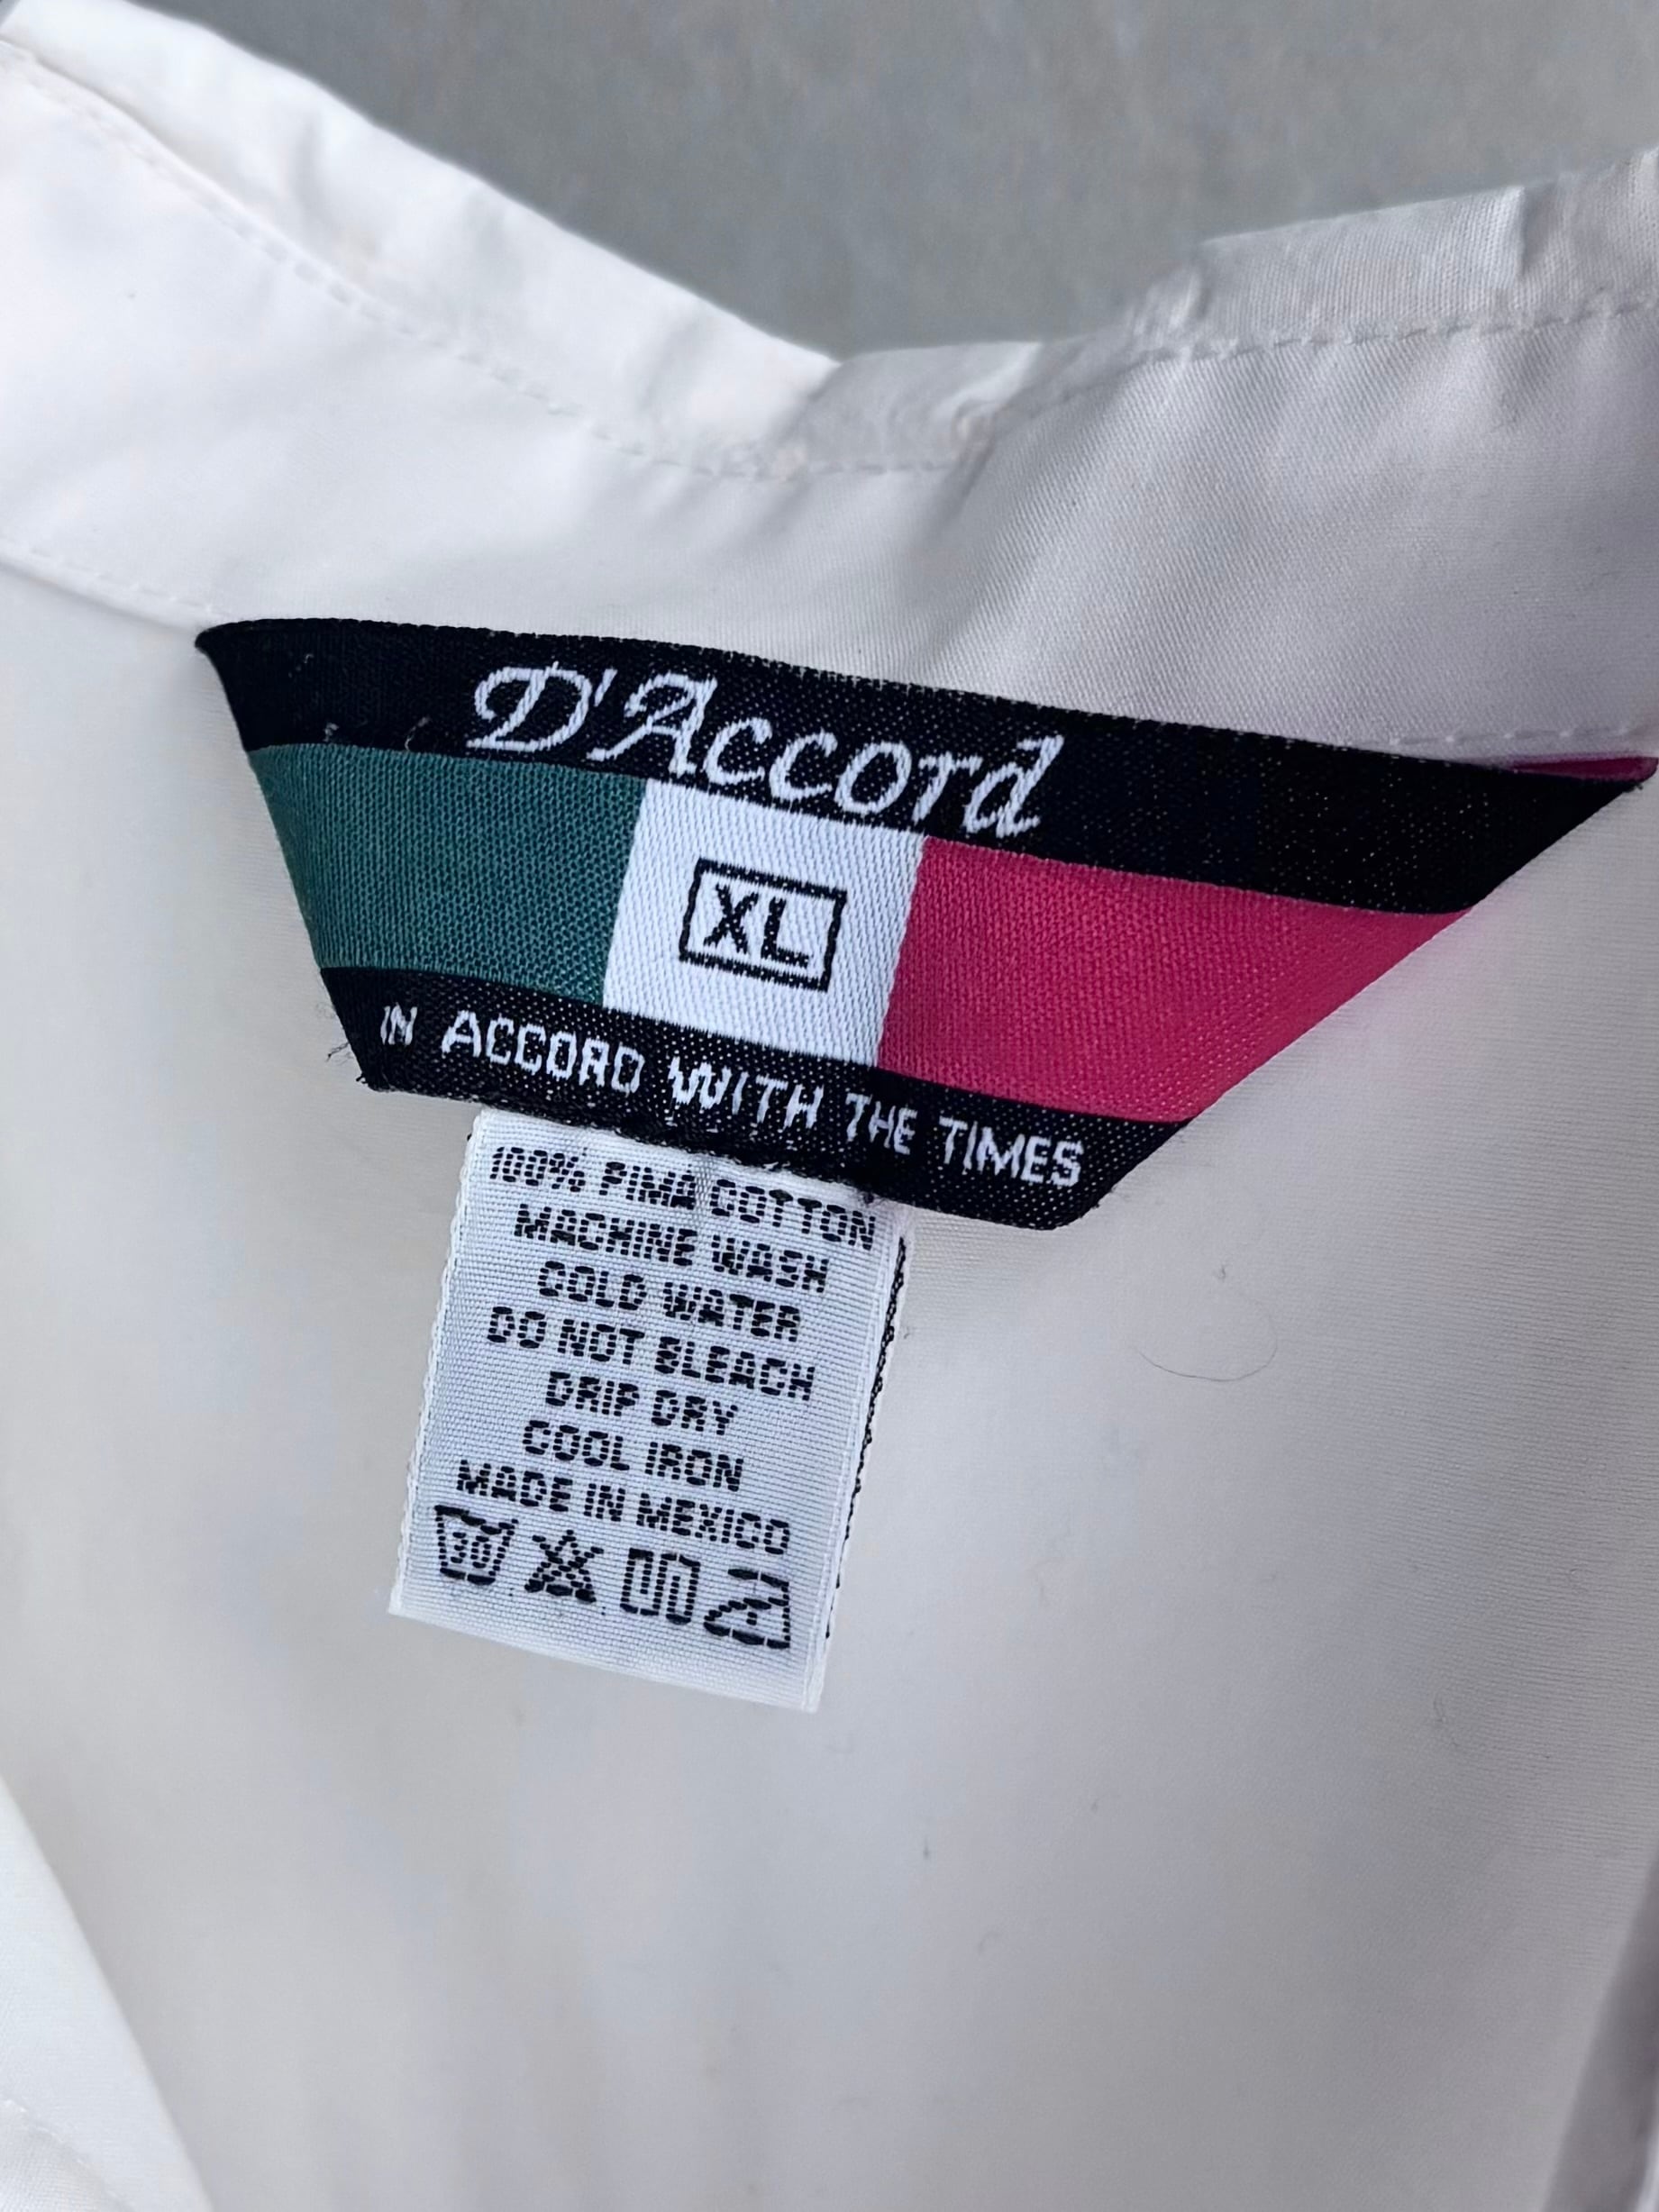 D'Accord
XL
IN ACCORD WITH THE TIMES
100% PIMA COTTON
MACHINE WASH
COLD WATER
DO NOT BLEACH
DRIP DRY
COOL IRON
MADE IN MEXICO
30